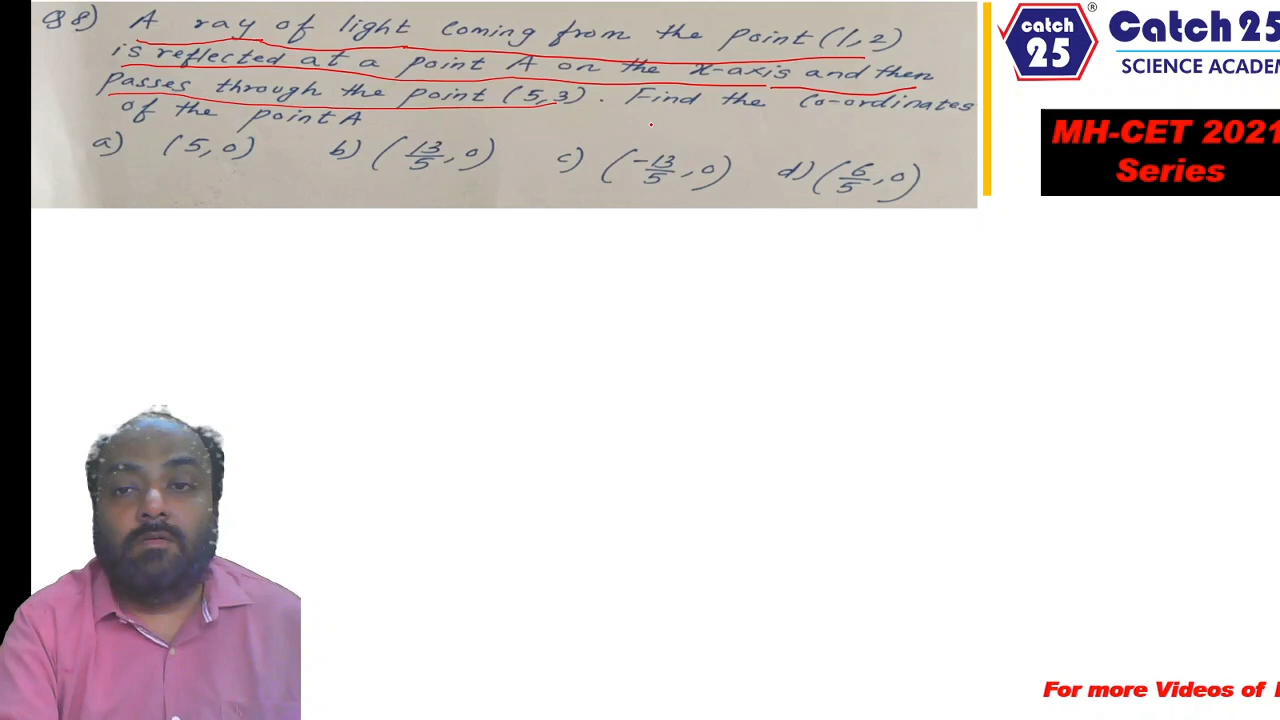 Q 8) A ray of light coming from the point (1,2)
is reflected at a point A on the x-axis and then
passes through the point (5,3). Find the co-ordinates
of the point A
a) (5,0) b) (13/5, 0) c) (-13/5, 0) d) (6/5, 0)
catch
25
®
Catch 25
SCIENCE ACADEM
MH-CET 2021
Series
For more Videos of